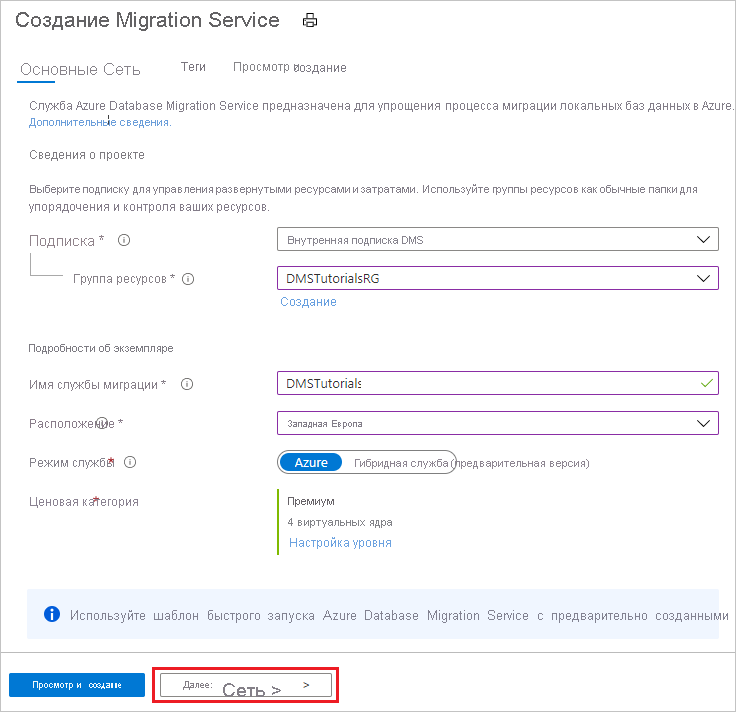 Создание Migration Service
Основные Сеть Теги Просмотр и создание
Служба Azure Database Migration Service предназначена для упрощения процесса миграции локальных баз данных в Azure.
Дополнительные сведения.
Сведения о проекте
Выберите подписку для управления развернутыми ресурсами и затратами. Используйте группы ресурсов как обычные папки для
упорядочения и контроля ваших ресурсов.
Подписка * Внутренняя подписка DMS
Группа ресурсов * DMSTutorialsRG
Создание
Подробности об экземпляре
Имя службы миграции * DMSTutorials
Расположение * Западная Европа
Режим службы * Azure Гибридная служба (предварительная версия)
Ценовая категория * Премиум
4 виртуальных ядра
Настройка уровня
Используйте шаблон быстрого запуска Azure Database Migration Service с предварительно созданными
Просмотр и создание Далее: Сеть > >